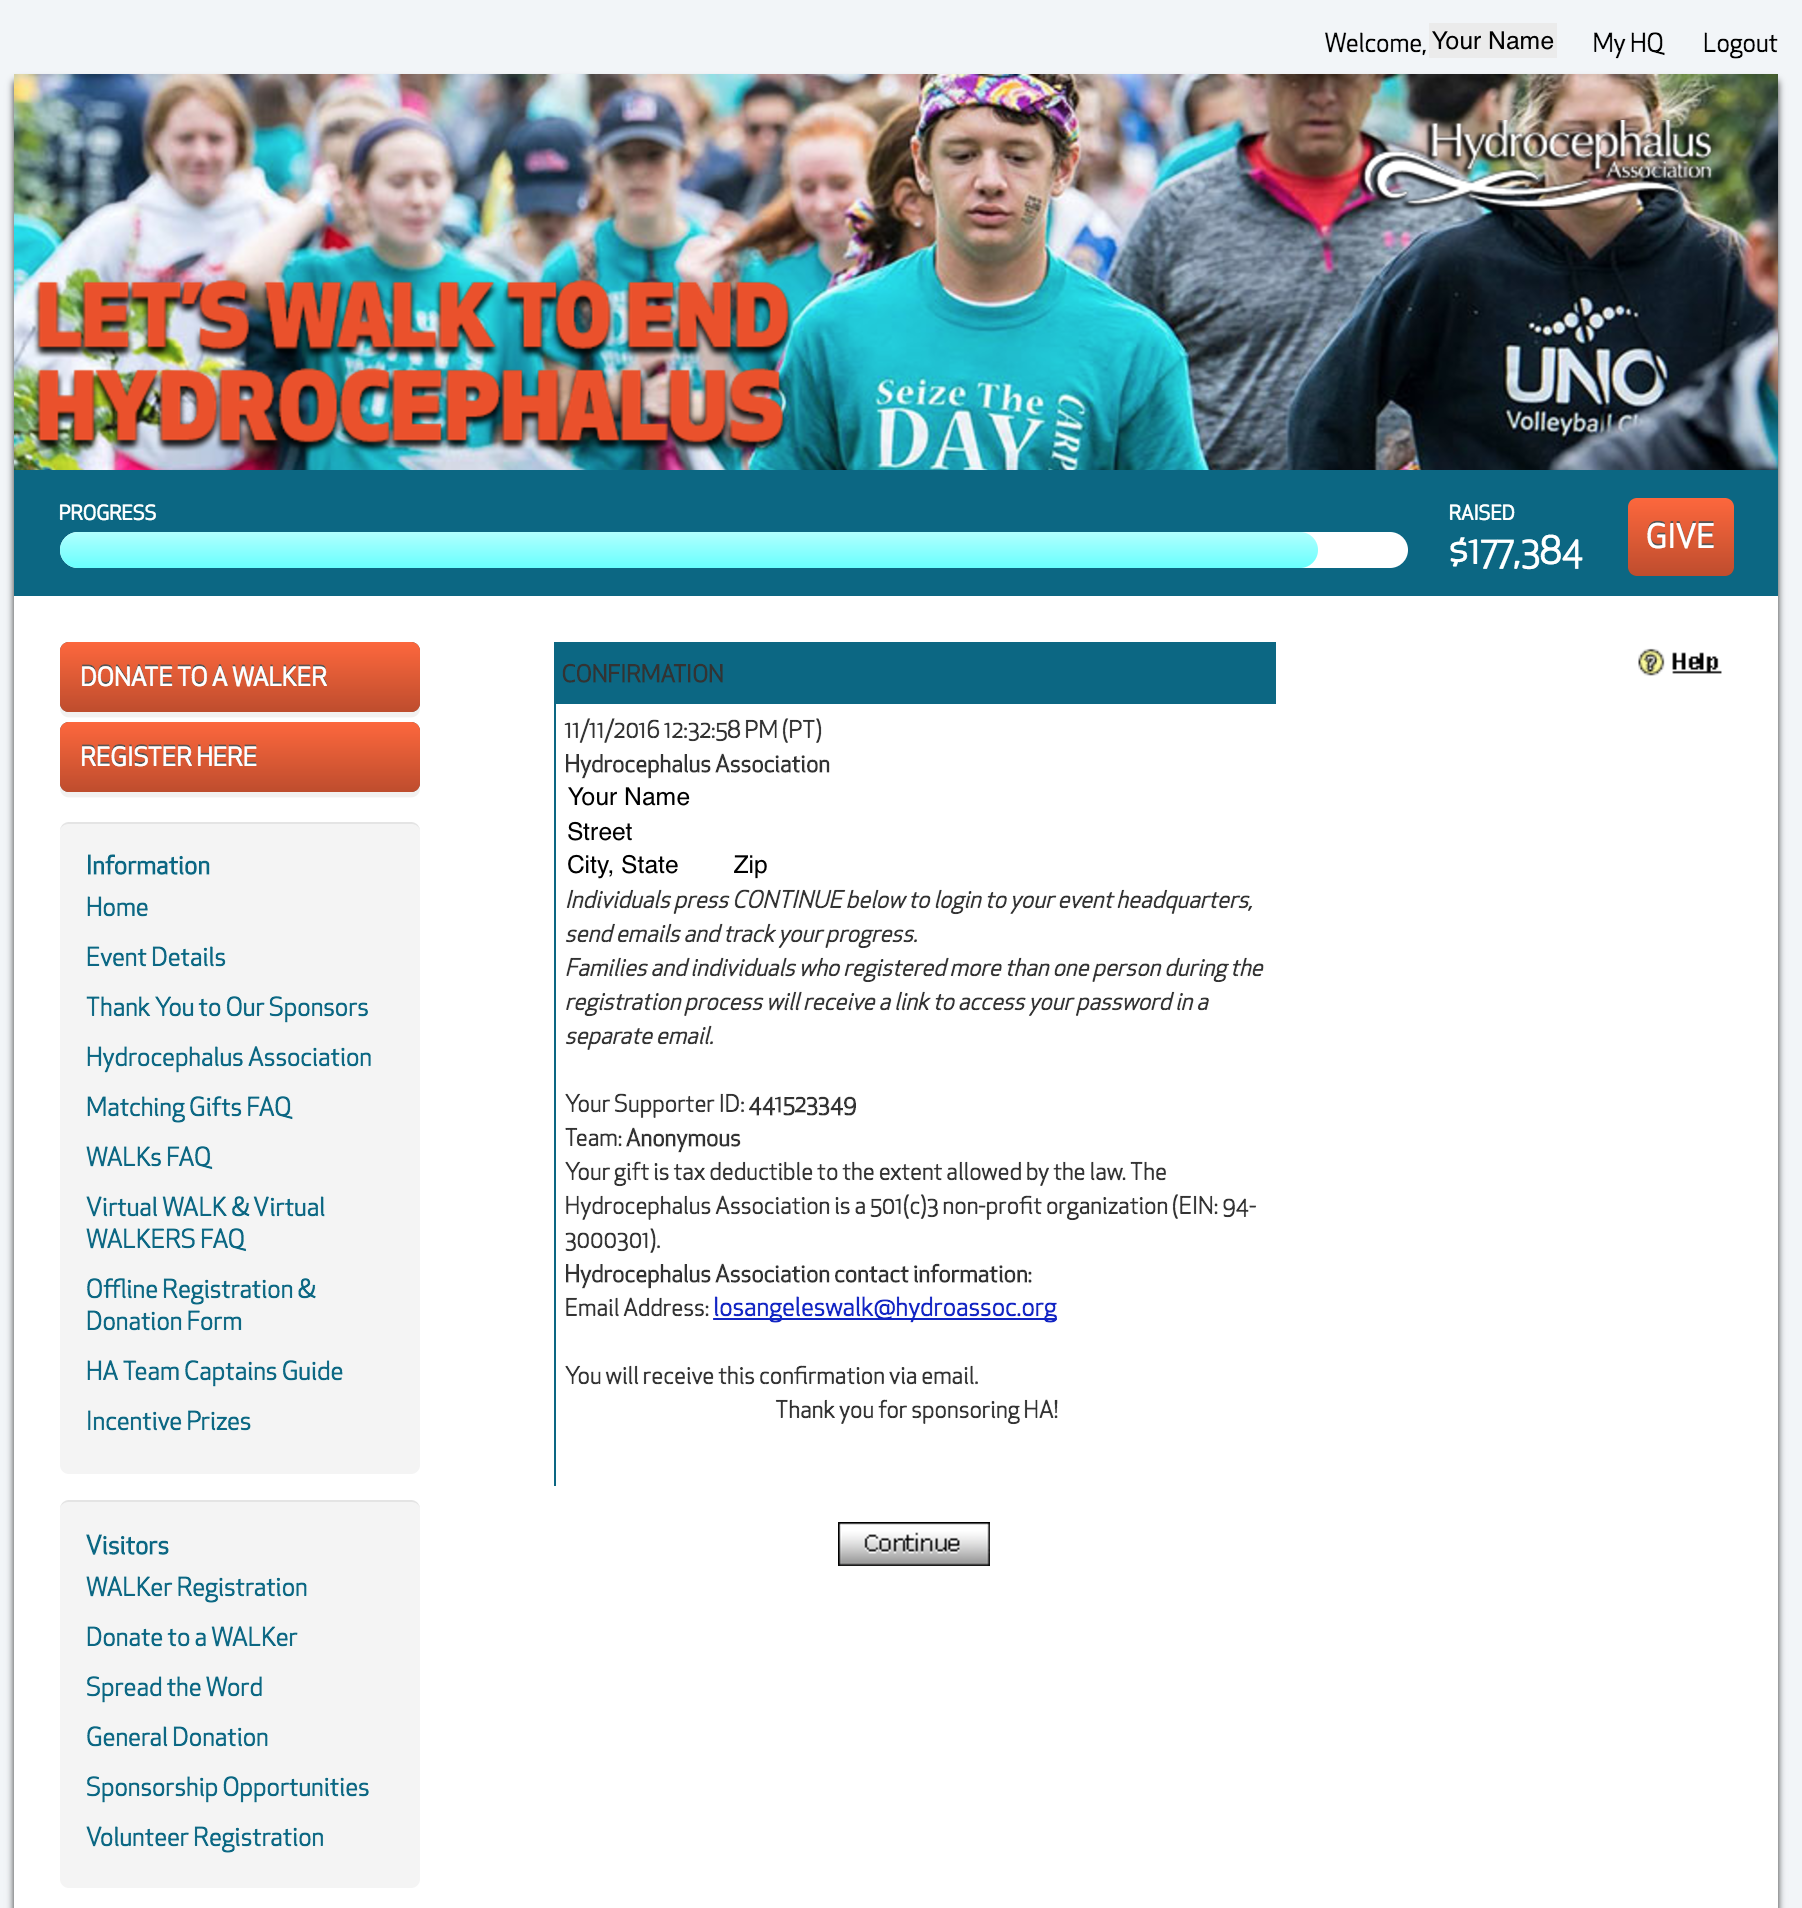 Welcome, Your Name My HQ Logout
Hydrocephalus
Association
LET'S WALK TO END
HYDROCEPHALUS
Seize The
DAY
CARP
UNO
Volleyball
PROGRESS
RAISED
$177,384
GIVE
DONATE TO A WALKER
REGISTER HERE
Information
Home
Event Details
Thank You to Our Sponsors
Hydrocephalus Association
Matching Gifts FAQ
WALKs FAQ
Virtual WALK & Virtual
WALKERS FAQ
Offline Registration &
Donation Form
HA Team Captains Guide
Incentive Prizes
Visitors
WALKer Registration
Donate to a WALKer
Spread the Word
General Donation
Sponsorship Opportunities
Volunteer Registration
CONFIRMATION
11/11/2016 12:32:58 PM (PT)
Hydrocephalus Association
Your Name
Street
City, State Zip
Individuals press CONTINUE below to login to your event headquarters,
send emails and track your progress.
Families and individuals who registered more than one person during the
registration process will receive a link to access your password in a
separate email.
Your Supporter ID: 441523349
Team: Anonymous
Your gift is tax deductible to the extent allowed by the law. The
Hydrocephalus Association is a 501(c)3 non-profit organization (EIN: 94-
3000301).
Hydrocephalus Association contact information:
Email Address: losangeleswalk@hydroassoc.org
You will receive this confirmation via email.
Thank you for sponsoring HA!
Continue
Help